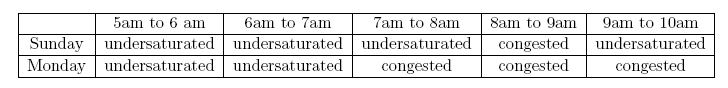 5am to 6 am 6am to 7am 7am to 8am 8am to 9am 9am to 10am
Sunday undersaturated undersaturated undersaturated congested undersaturated
Monday undersaturated undersaturated congested congested congested